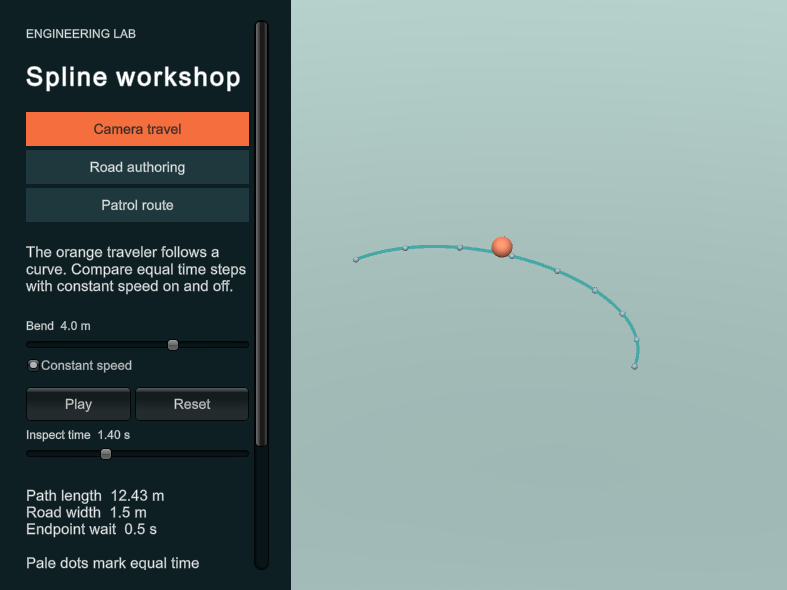 ENGINEERING LAB
Spline workshop
Camera travel
Road authoring
Patrol route
The orange traveler follows a
curve. Compare equal time steps
with constant speed on and off.
Bend 4.0 m
Constant speed
Play Reset
Inspect time 1.40 s
Path length 12.43 m
Road width 1.5 m
Endpoint wait 0.5 s
Pale dots mark equal time